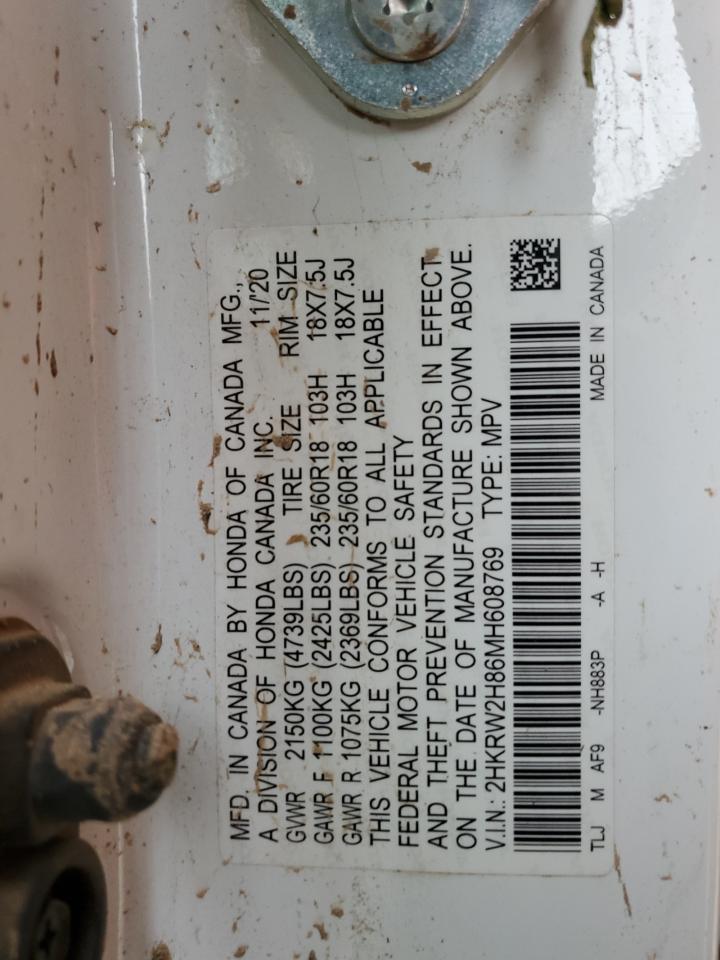 MFD. IN CANADA BY HONDA OF CANADA MFG.,
A DIVISION OF HONDA CANADA INC. 11/'20
GVWR 2150KG (4739LBS) TIRE SIZE RIM SIZE
GAWR F 1100KG (2425LBS) 235/60R18 103H 18X7.5J
GAWR R 1075KG (2369LBS) 235/60R18 103H 18X7.5J
THIS VEHICLE CONFORMS TO ALL APPLICABLE
FEDERAL MOTOR VEHICLE SAFETY
AND THEFT PREVENTION STANDARDS IN EFFECT
ON THE DATE OF MANUFACTURE SHOWN ABOVE.
V.I.N.: 2HKRW2H86MH608769 TYPE: MPV
TLJ M AF9 -NH883P -A -H MADE IN CANADA